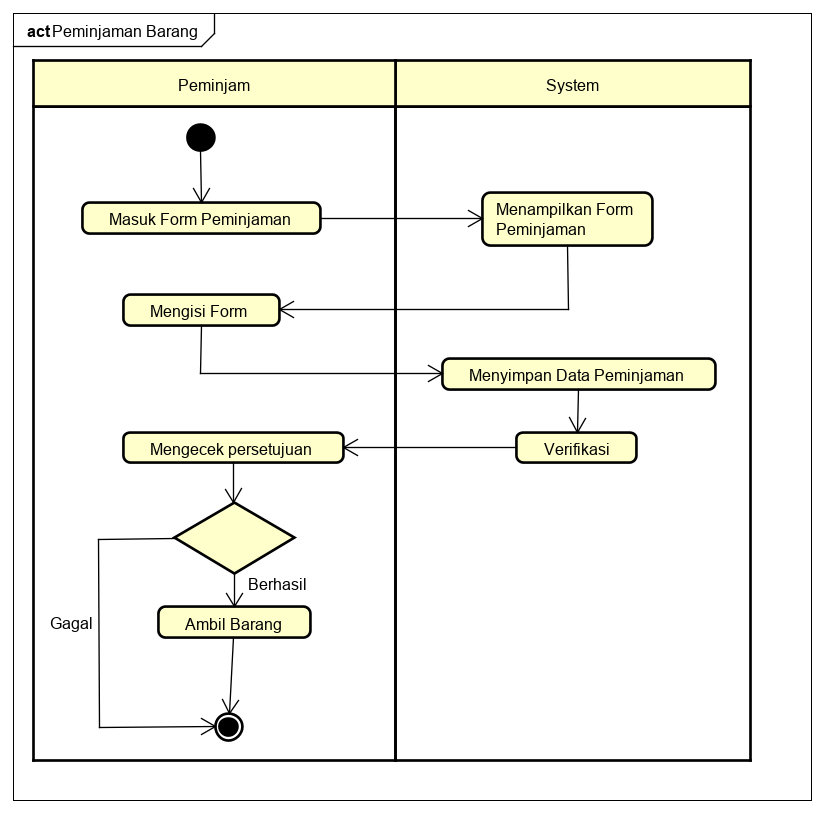 act Peminjaman Barang
Peminjam
System
Masuk Form Peminjaman
Menampilkan Form
Peminjaman
Mengisi Form
Menyimpan Data Peminjaman
Verifikasi
Mengecek persetujuan
Berhasil
Gagal
Ambil Barang